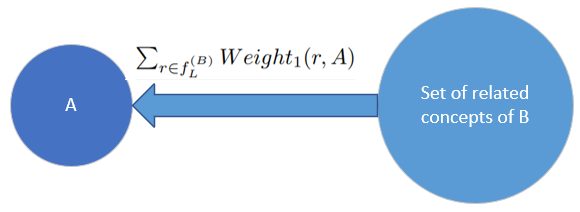 ∑_{r∈f_L^{(B)}} Weight₁(r, A)
A
Set of related
concepts of B